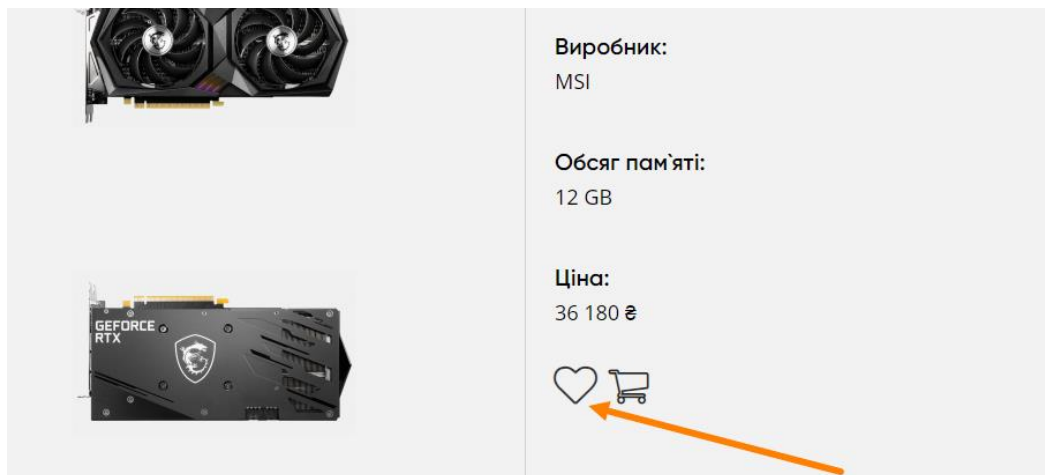 Виробник:
MSI
Обсяг пам`яті:
12 GB
GEFORCE
RTX
Ціна:
36 180 ₴